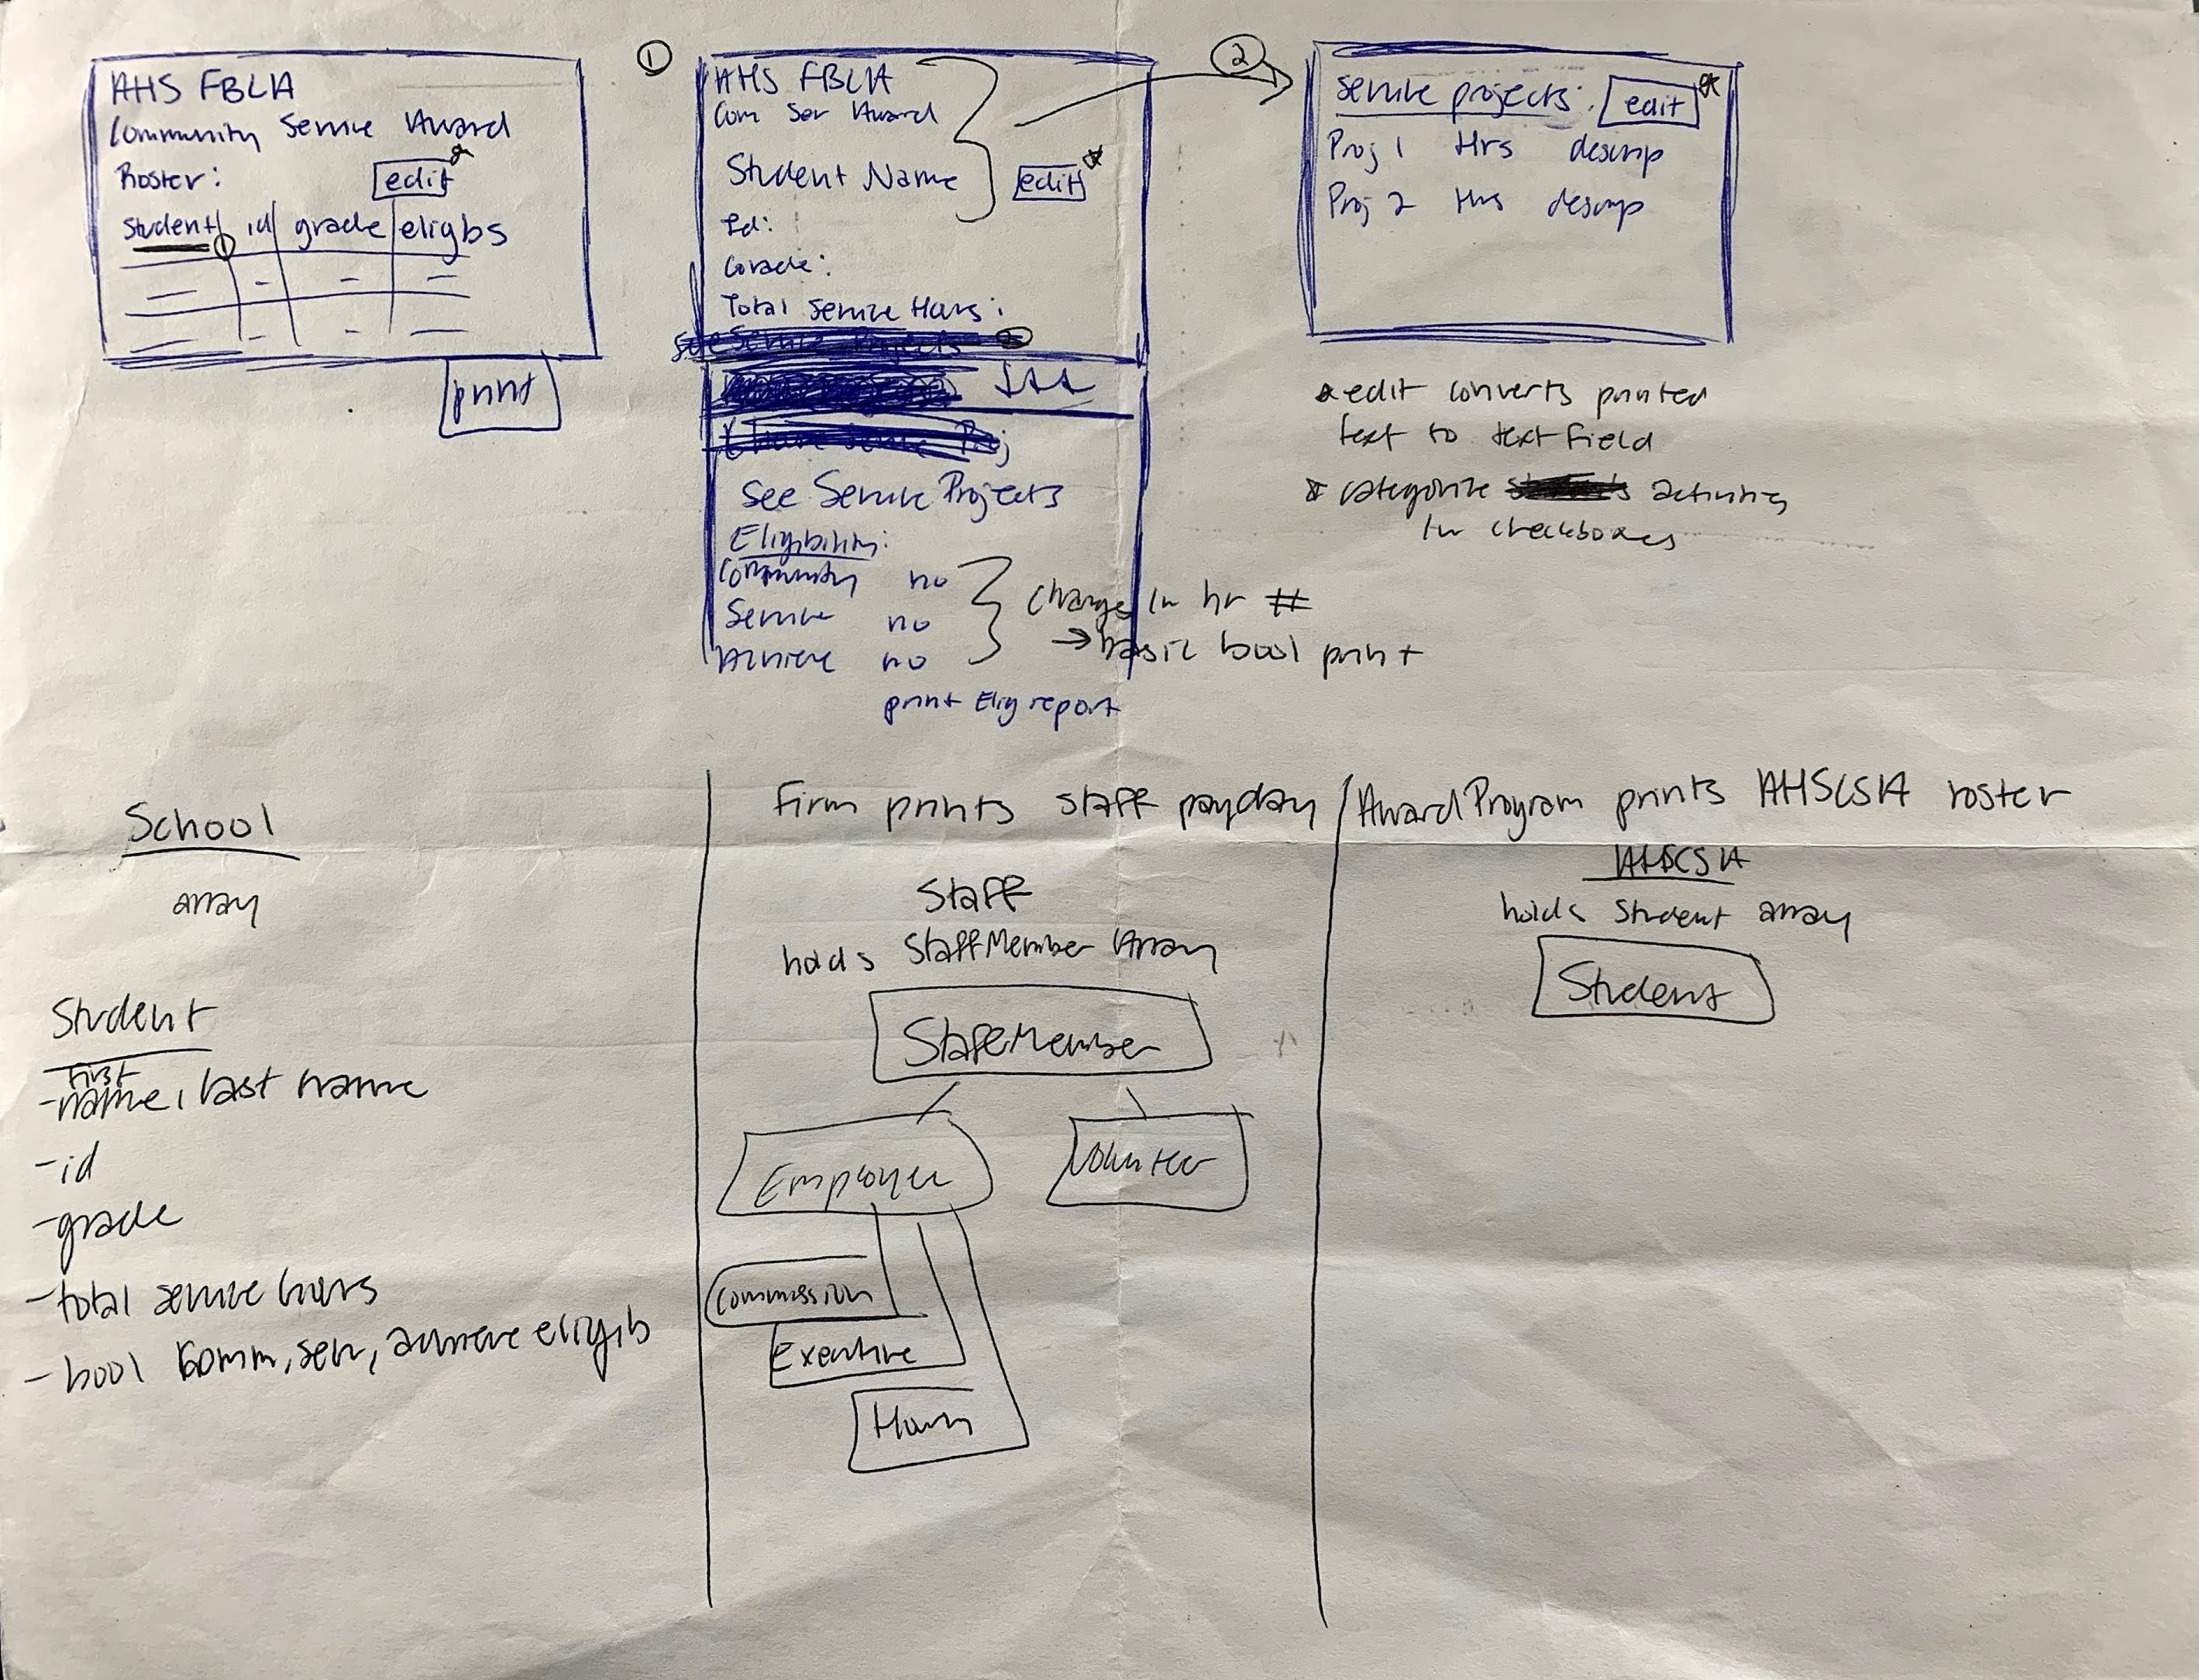 AHS FBLA
Community Service Award
Roster: edit
student id grade eligbs
1
print
1
AHS FBLA
Com Ser Award
Student Name edit
Id:
Grade:
Total Service Hours:
see Service Projects
See Service Projects
Eligibility:
Community no
Service no
Achieve no
change in hr #
→ basic bool print
print Elig report
2
service projects: edit
Proj 1 Hrs descrip
Proj 2 Hrs descrip
* edit converts printed
text to text field
* categorize activities
in checkboxes
School
array
Student
first
- name, last name
- id
- grade
- total service hours
- bool comm, serv, achieve eligib
Firm prints staff payday
Staff
holds StaffMember Array
StaffMember
Employee
Volunteer
Commission
Executive
Hourly
AwardProgram prints AHSCSA roster
AHSCSA
holds Student array
Student